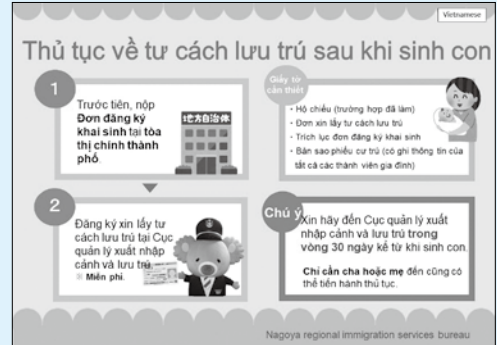 Vietnamese
Thủ tục về tư cách lưu trú sau khi sinh con
1
Trước tiên, nộp
Đơn đăng ký
khai sinh tại tòa
thị chính thành
phố.
地方自治体
Giấy tờ
cần thiết
・Hộ chiếu (trường hợp đã làm)
・Đơn xin lấy tư cách lưu trú
・Trích lục đơn đăng ký khai sinh
・Bản sao phiếu cư trú (có ghi thông tin của
tất cả các thành viên gia đình)
2
Đăng ký xin lấy tư
cách lưu trú tại Cục
quản lý xuất nhập
cảnh và lưu trú.
※ Miễn phí.
Chú ý
Xin hãy đến Cục quản lý xuất
nhập cảnh và lưu trú trong
vòng 30 ngày kể từ khi sinh con.
Chỉ cần cha hoặc mẹ đến cũng có
thể tiến hành thủ tục.
Nagoya regional immigration services bureau